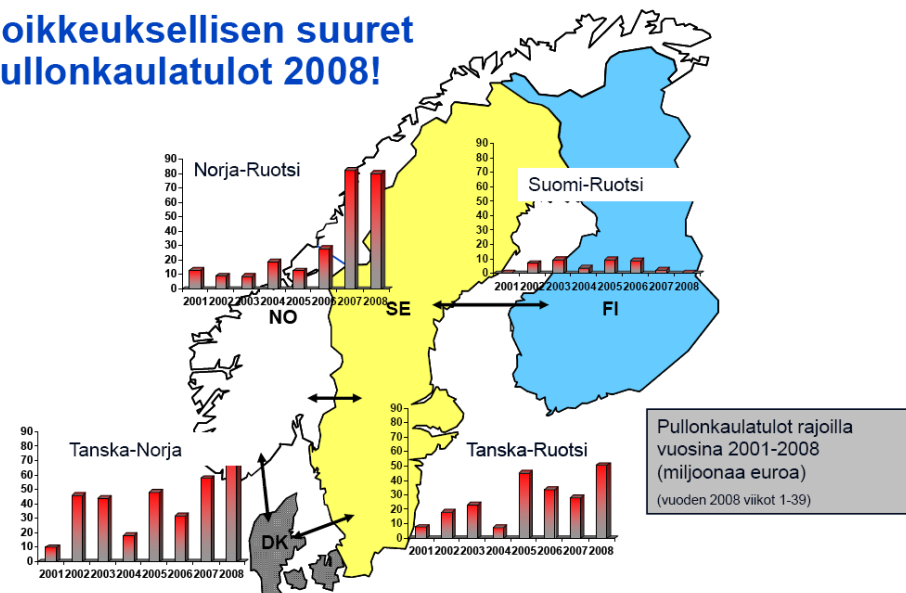 oikkeuksellisen suuret
ullonkaulatulot 2008!
Norja-Ruotsi
90
80
70
60
50
40
30
20
10
0
2001 2002 2003 2004 2005 2006 2007 2008
Suomi-Ruotsi
90
80
70
60
50
40
30
20
10
0
2001 2002 2003 2004 2005 2006 2007 2008
NO
SE
FI
Tanska-Norja
90
80
70
60
50
40
30
20
10
0
2001 2002 2003 2004 2005 2006 2007 2008
DK
Tanska-Ruotsi
90
80
70
60
50
40
30
20
10
0
2001 2002 2003 2004 2005 2006 2007 2008
Pullonkaulatulot rajoilla
vuosina 2001-2008
(miljoonaa euroa)
(vuoden 2008 viikot 1-39)